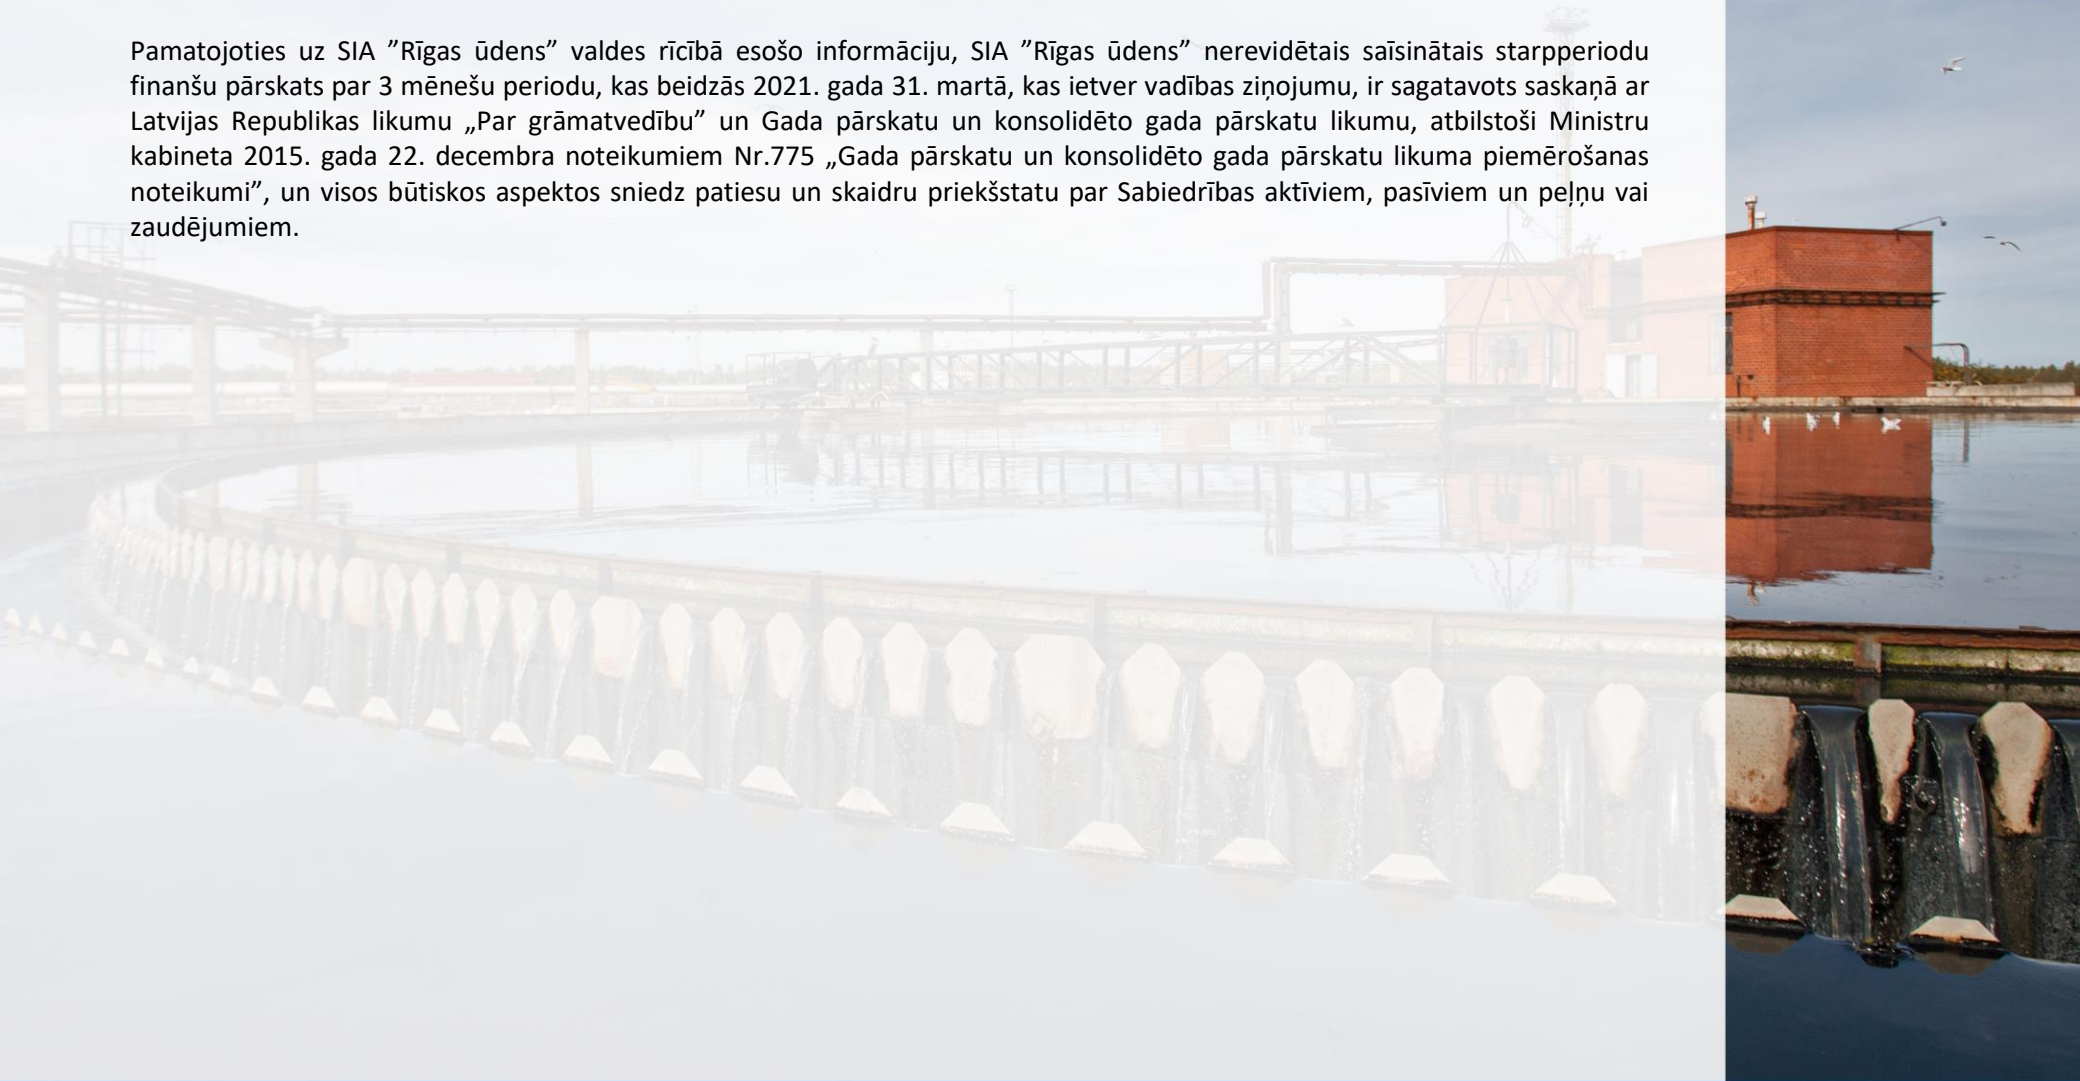 Pamatojoties uz SIA ”Rīgas ūdens” valdes rīcībā esošo informāciju, SIA ”Rīgas ūdens” nerevidētais saīsinātais starpperiodu
finanšu pārskats par 3 mēnešu periodu, kas beidzās 2021. gada 31. martā, kas ietver vadības ziņojumu, ir sagatavots saskaņā ar
Latvijas Republikas likumu „Par grāmatvedību” un Gada pārskatu un konsolidēto gada pārskatu likumu, atbilstoši Ministru
kabineta 2015. gada 22. decembra noteikumiem Nr.775 „Gada pārskatu un konsolidēto gada pārskatu likuma piemērošanas
noteikumi”, un visos būtiskos aspektos sniedz patiesu un skaidru priekšstatu par Sabiedrības aktīviem, pasīviem un peļņu vai
zaudējumiem.